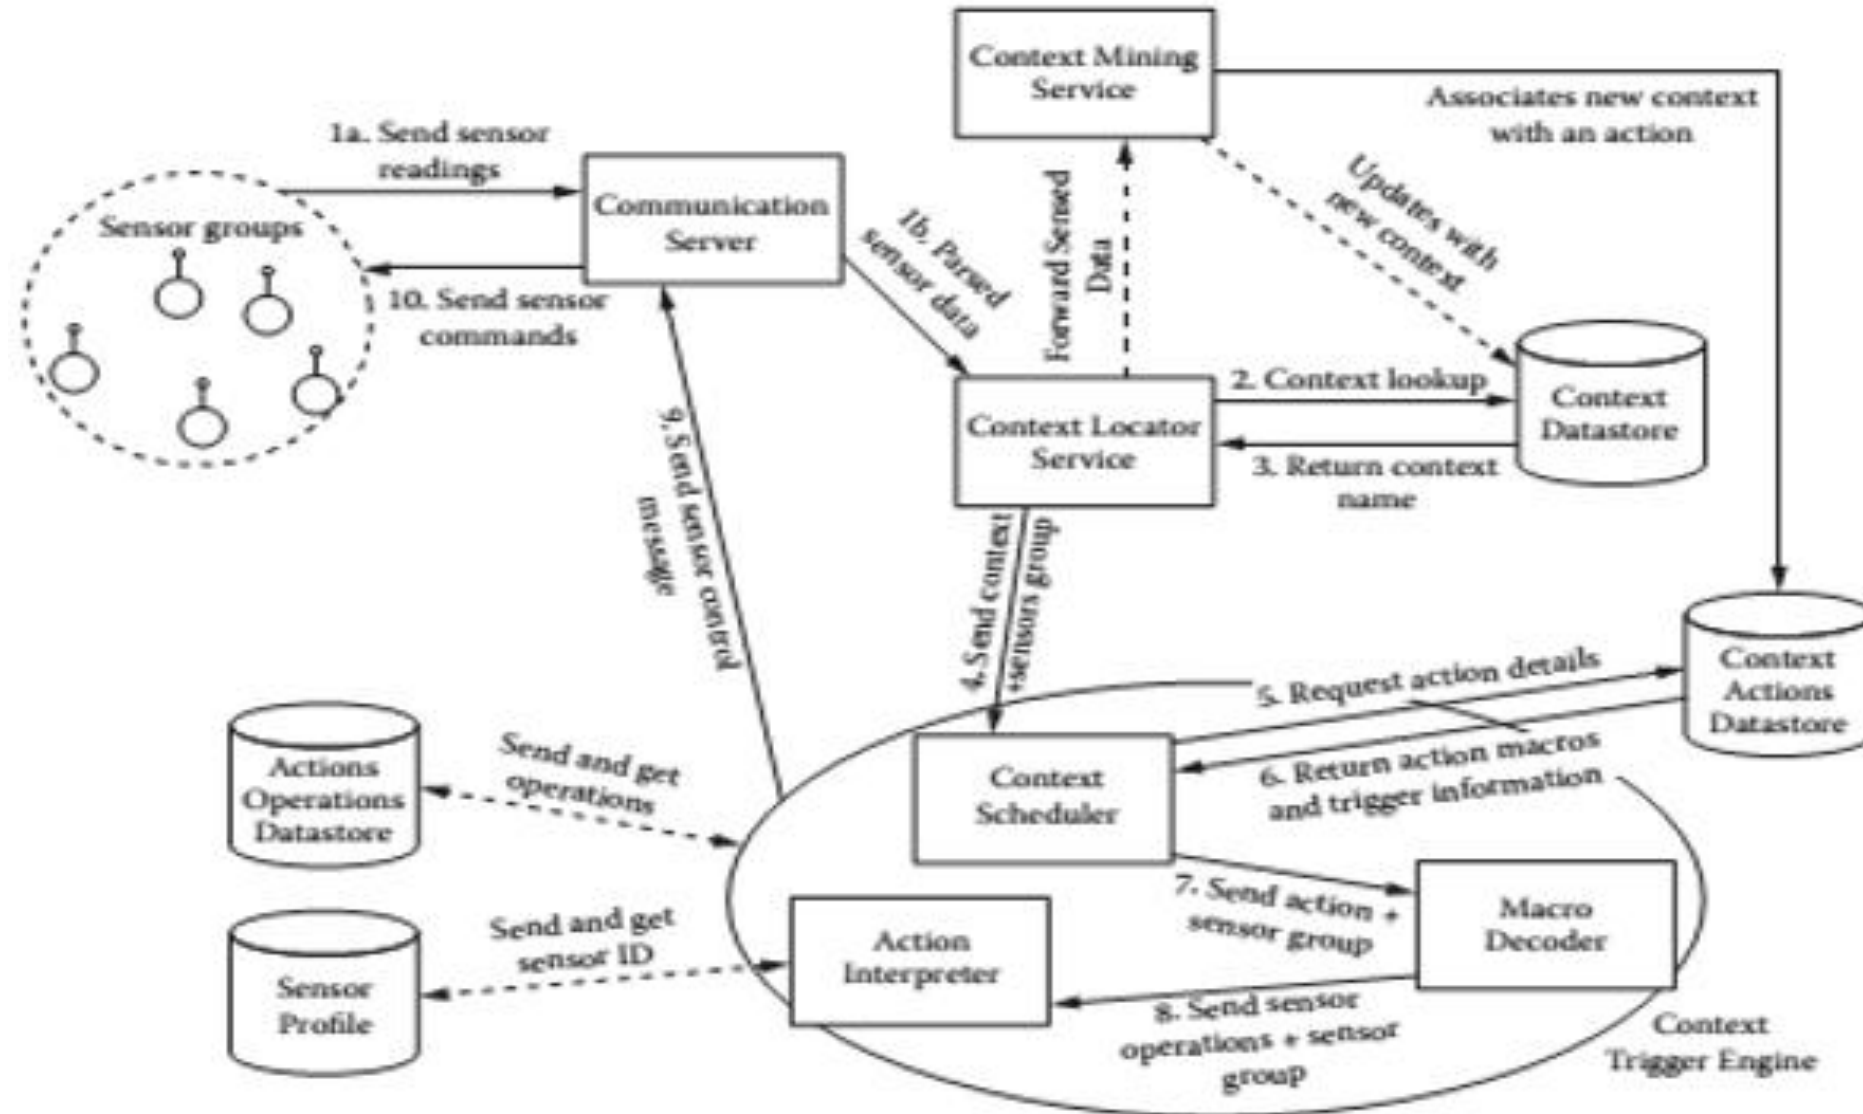 Context Mining
Service
Associates new context
with an action
1a. Send sensor
readings
Sensor groups
Communication
Server
10. Send sensor
commands
1b. Parsed
sensor data
Forward Sensed
Data
Updates with
new context
Context Locator
Service
2. Context lookup
3. Return context
name
Context
Datastore
9. Send sensor control
message
4. Send context
+sensors group
5. Request action details
6. Return action macros
and trigger information
Context
Actions
Datastore
Actions
Operations
Datastore
Send and get
operations
Context
Scheduler
7. Send action +
sensor group
Macro
Decoder
Sensor
Profile
Send and get
sensor ID
Action
Interpreter
8. Send sensor
operations + sensor
group
Context
Trigger Engine